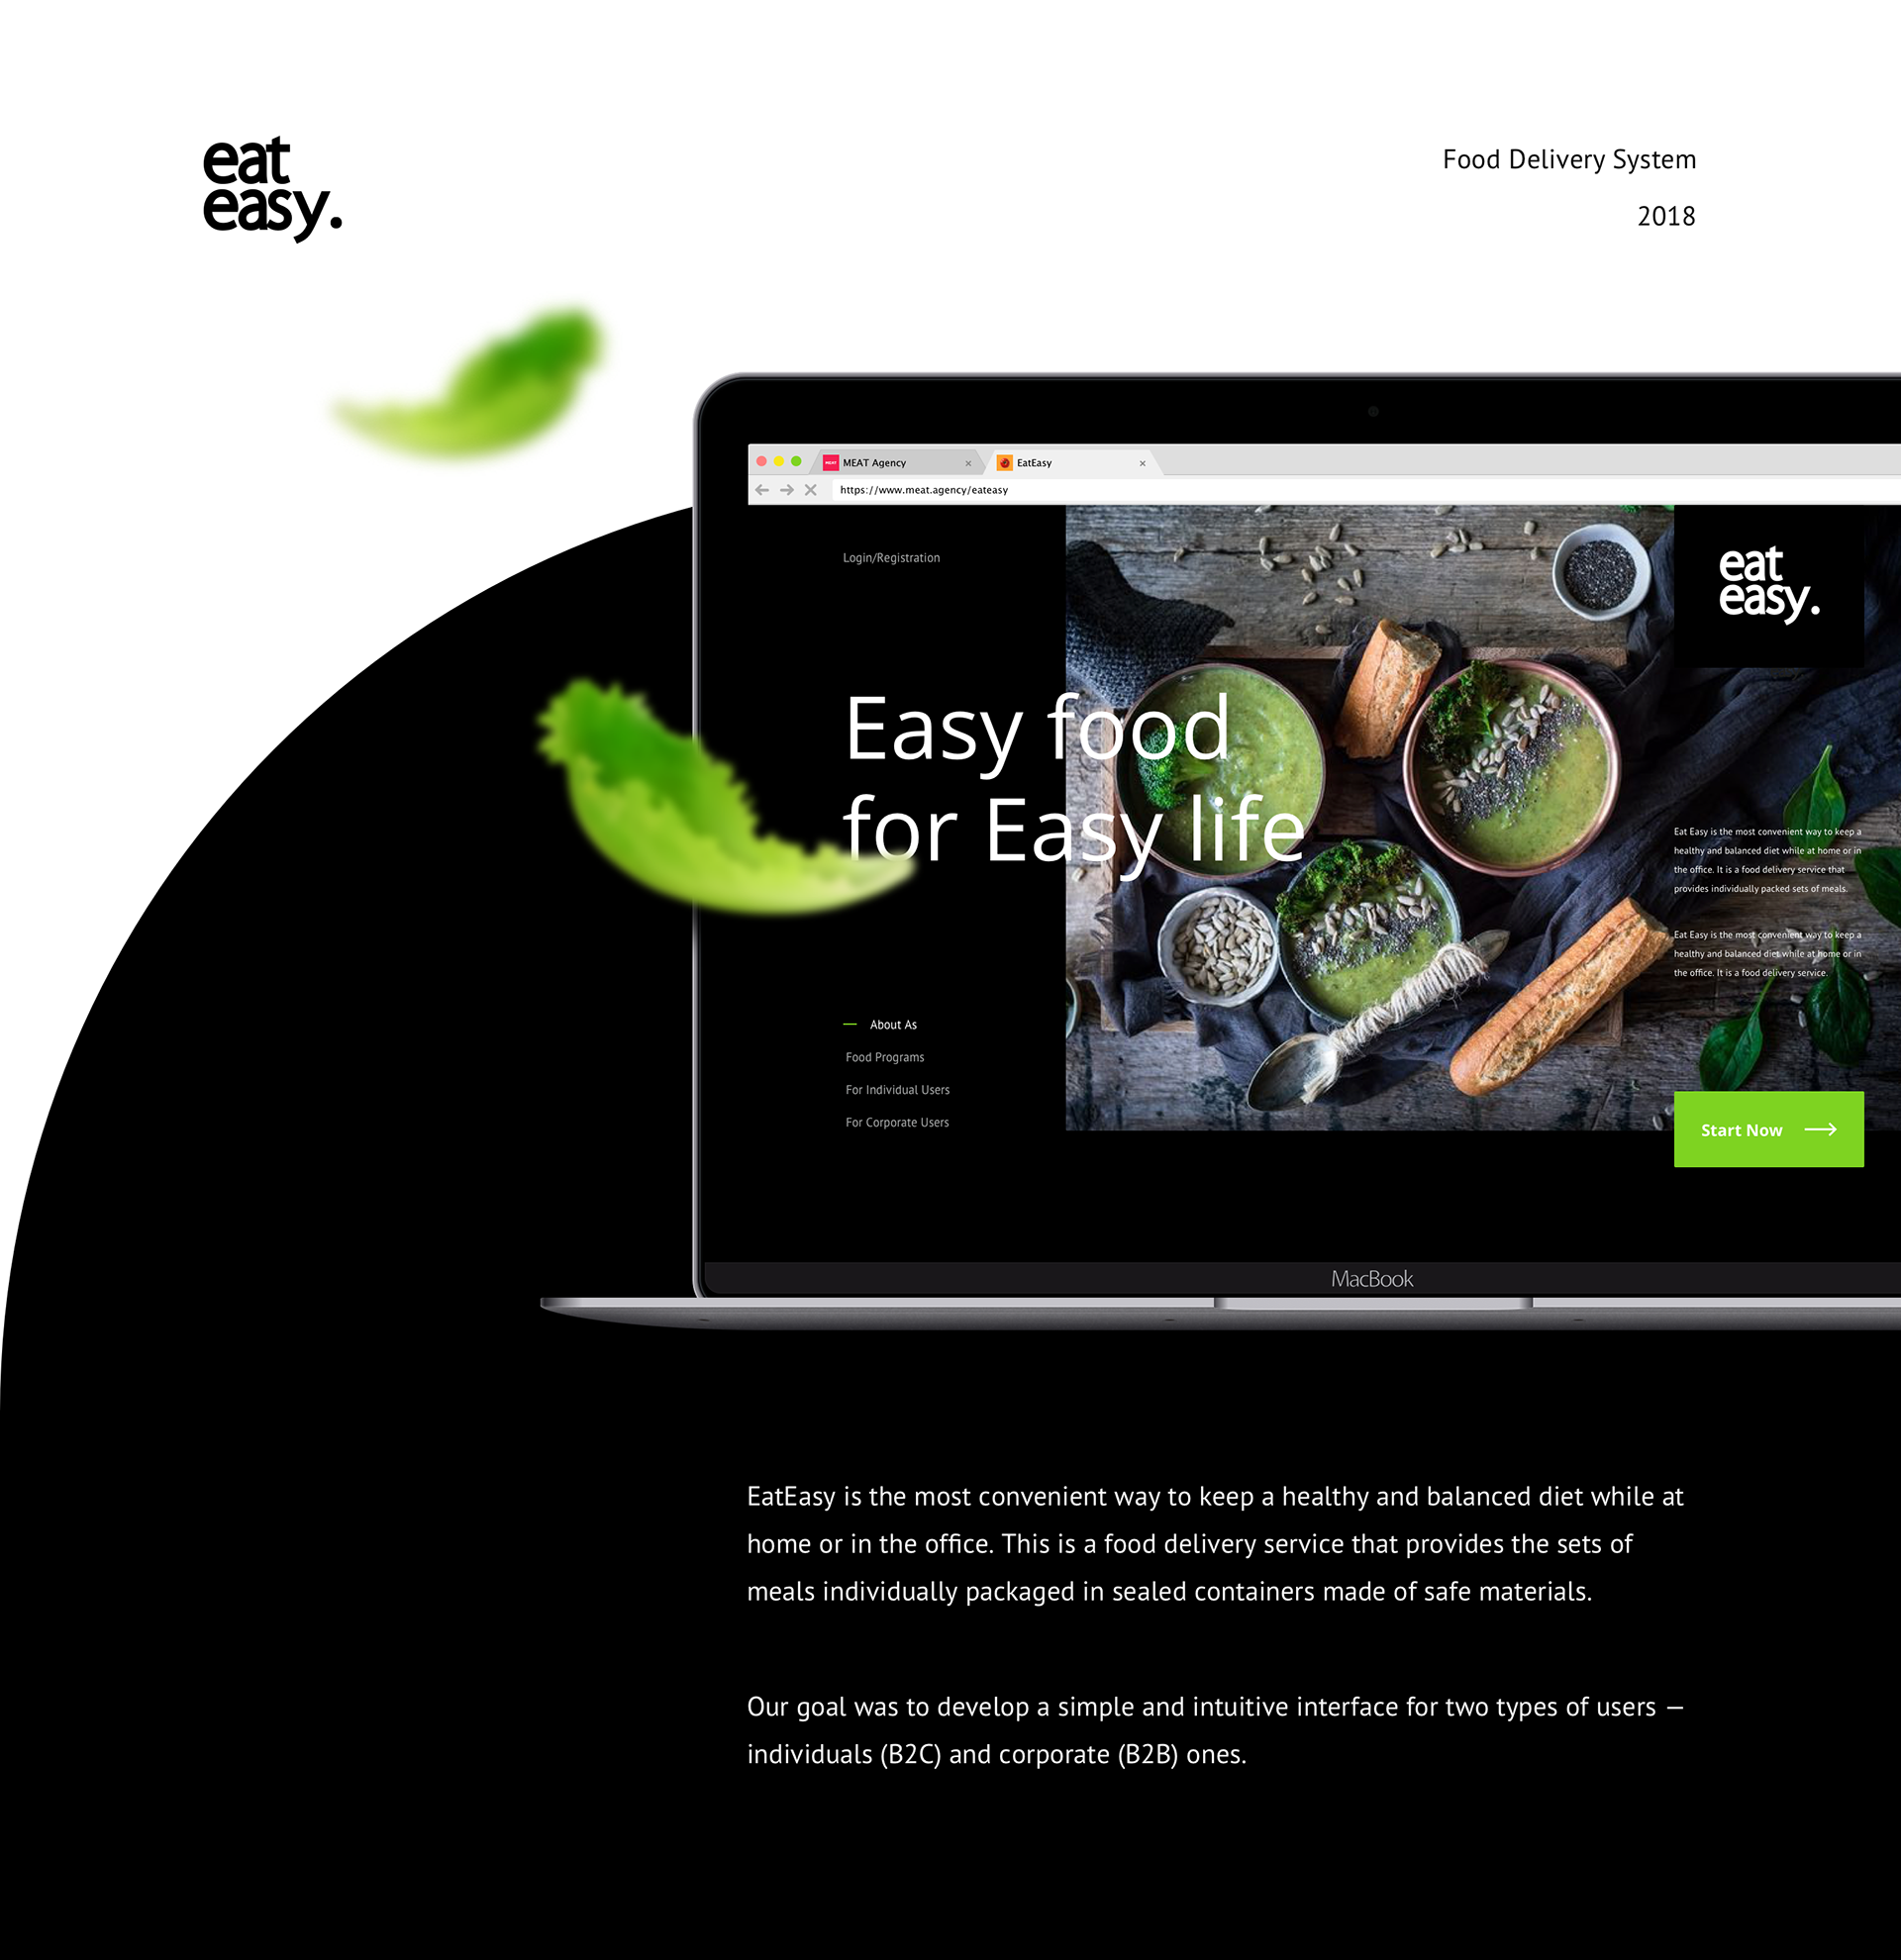 eat
easy.
Food Delivery System
2018
MEAT Agency
EatEasy
https://www.meat.agency/eateasy
Login/Registration
eat
easy.
Easy food
for Easy life
Eat Easy is the most convenient way to keep a
healthy and balanced diet while at home or in
the office. It is a food delivery service that
provides individually packed sets of meals.
Eat Easy is the most convenient way to keep a
healthy and balanced diet while at home or in
the office. It is a food delivery service.
About As
Food Programs
For Individual Users
For Corporate Users
Start Now
MacBook
EatEasy is the most convenient way to keep a healthy and balanced diet while at
home or in the office. This is a food delivery service that provides the sets of
meals individually packaged in sealed containers made of safe materials.
Our goal was to develop a simple and intuitive interface for two types of users —
individuals (B2C) and corporate (B2B) ones.